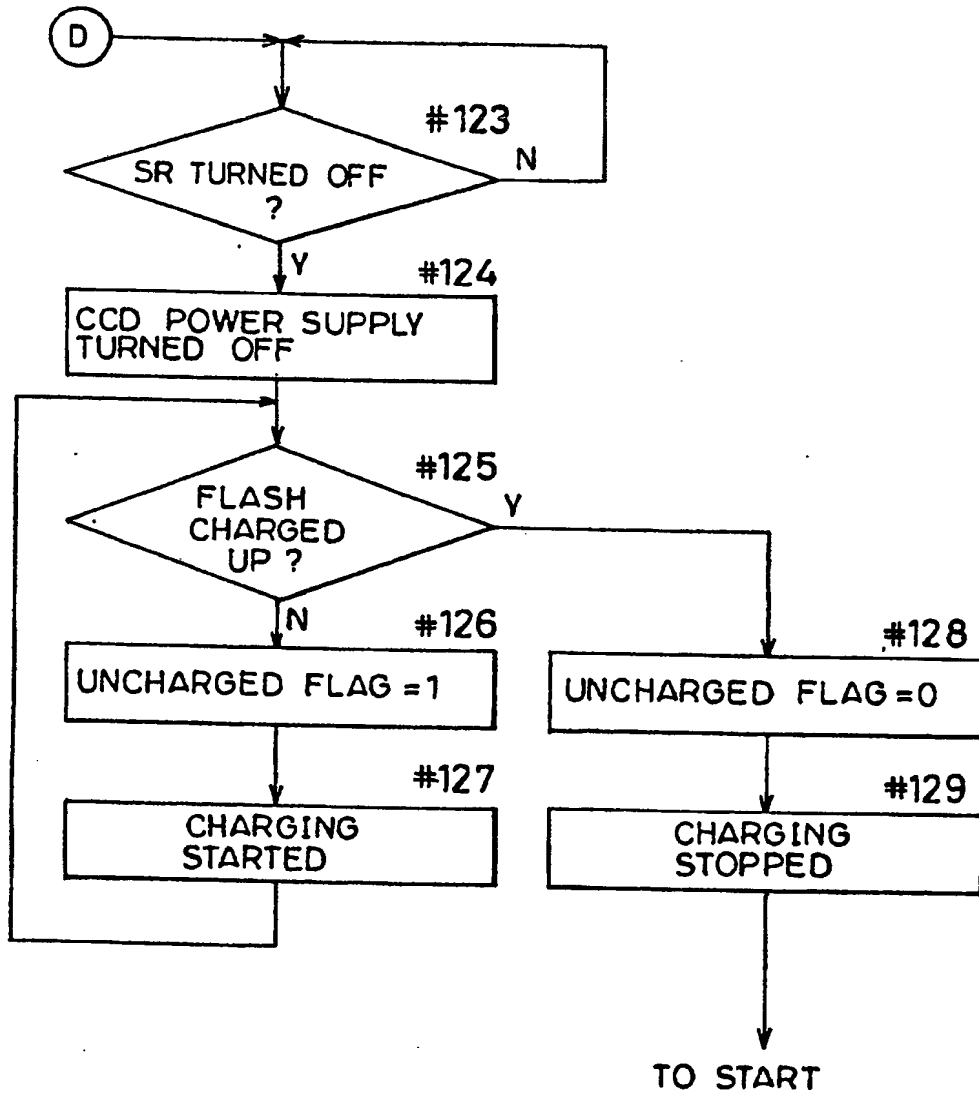 D
#123
SR TURNED OFF
?
N
Y
#124
CCD POWER SUPPLY
TURNED OFF
#125
FLASH
CHARGED
UP ?
Y
N
#126
UNCHARGED FLAG=1
#127
CHARGING
STARTED
#128
UNCHARGED FLAG=0
#129
CHARGING
STOPPED
TO START